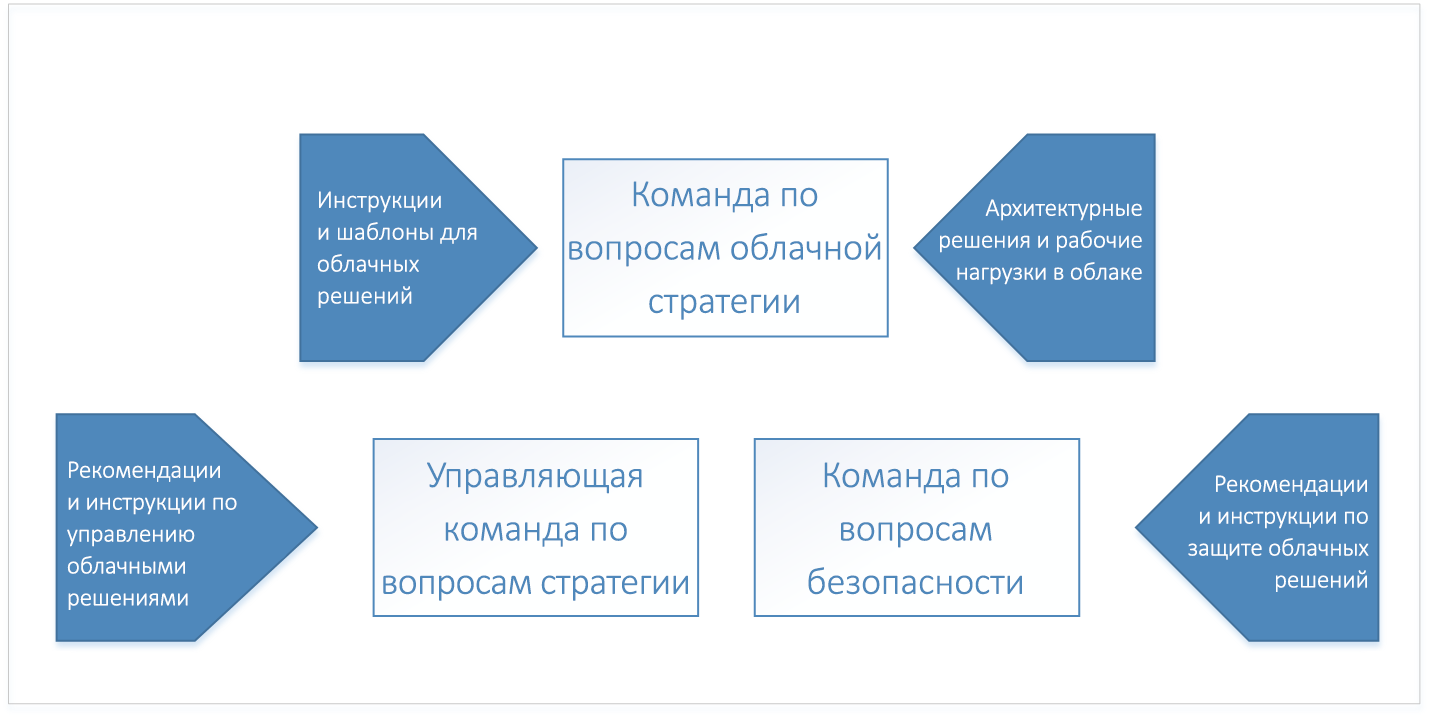 Инструкции
и шаблоны для
облачных
решений
Команда по
вопросам облачной
стратегии
Архитектурные
решения и рабочие
нагрузки в облаке
Рекомендации
и инструкции по
управлению
облачными
решениями
Управляющая
команда по
вопросам стратегии
Команда по
вопросам
безопасности
Рекомендации
и инструкции по
защите облачных
решений